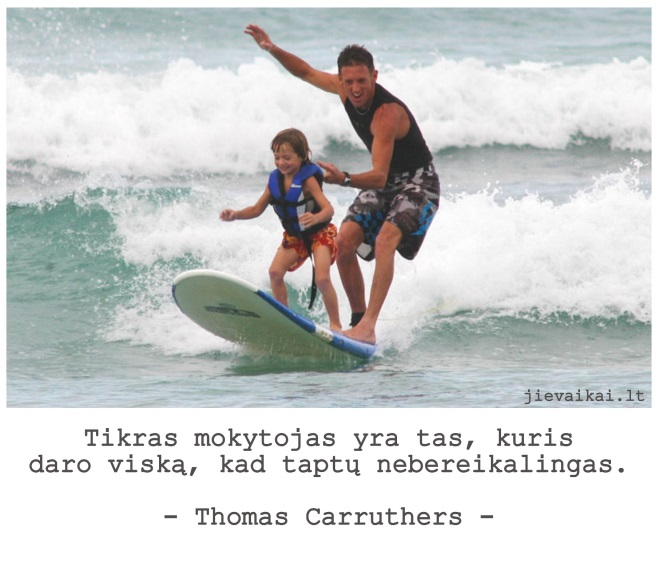 jievaikai.lt
Tikras mokytojas yra tas, kuris
daro viską, kad taptų nebereikalingas.
- Thomas Carruthers -